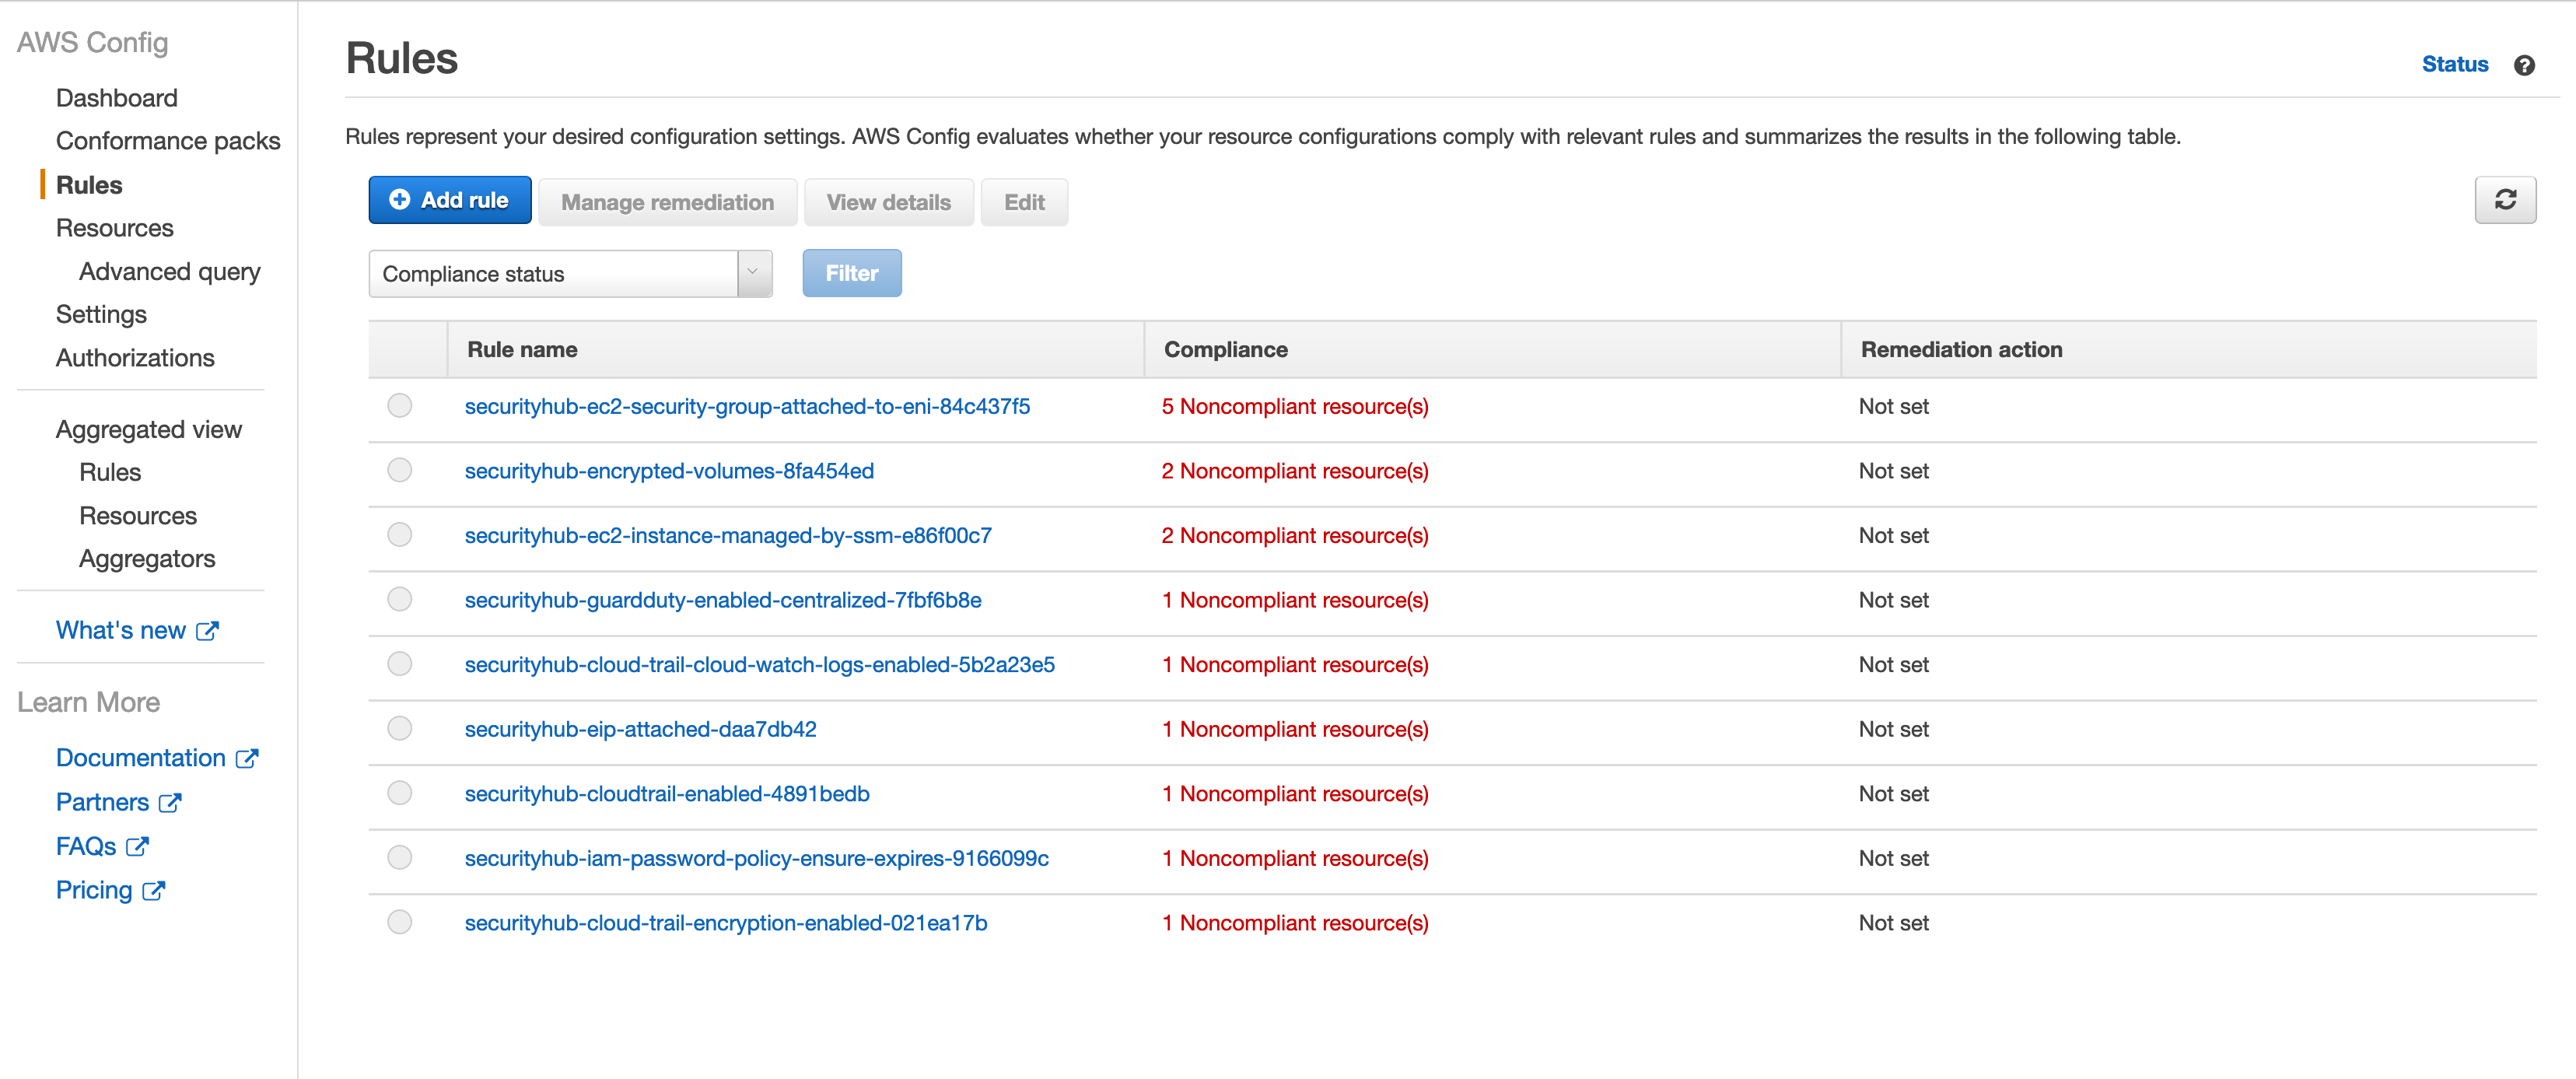 AWS Config
Dashboard
Conformance packs
Rules
Resources
Advanced query
Settings
Authorizations
Aggregated view
Rules
Resources
Aggregators
What's new
Learn More
Documentation
Partners
FAQs
Pricing
Rules
Status
Rules represent your desired configuration settings. AWS Config evaluates whether your resource configurations comply with relevant rules and summarizes the results in the following table.
Add rule Manage remediation View details Edit
Compliance status Filter
Rule name Compliance Remediation action
securityhub-ec2-security-group-attached-to-eni-84c437f5 5 Noncompliant resource(s) Not set
securityhub-encrypted-volumes-8fa454ed 2 Noncompliant resource(s) Not set
securityhub-ec2-instance-managed-by-ssm-e86f00c7 2 Noncompliant resource(s) Not set
securityhub-guardduty-enabled-centralized-7fbf6b8e 1 Noncompliant resource(s) Not set
securityhub-cloud-trail-cloud-watch-logs-enabled-5b2a23e5 1 Noncompliant resource(s) Not set
securityhub-eip-attached-daa7db42 1 Noncompliant resource(s) Not set
securityhub-cloudtrail-enabled-4891bedb 1 Noncompliant resource(s) Not set
securityhub-iam-password-policy-ensure-expires-9166099c 1 Noncompliant resource(s) Not set
securityhub-cloud-trail-encryption-enabled-021ea17b 1 Noncompliant resource(s) Not set